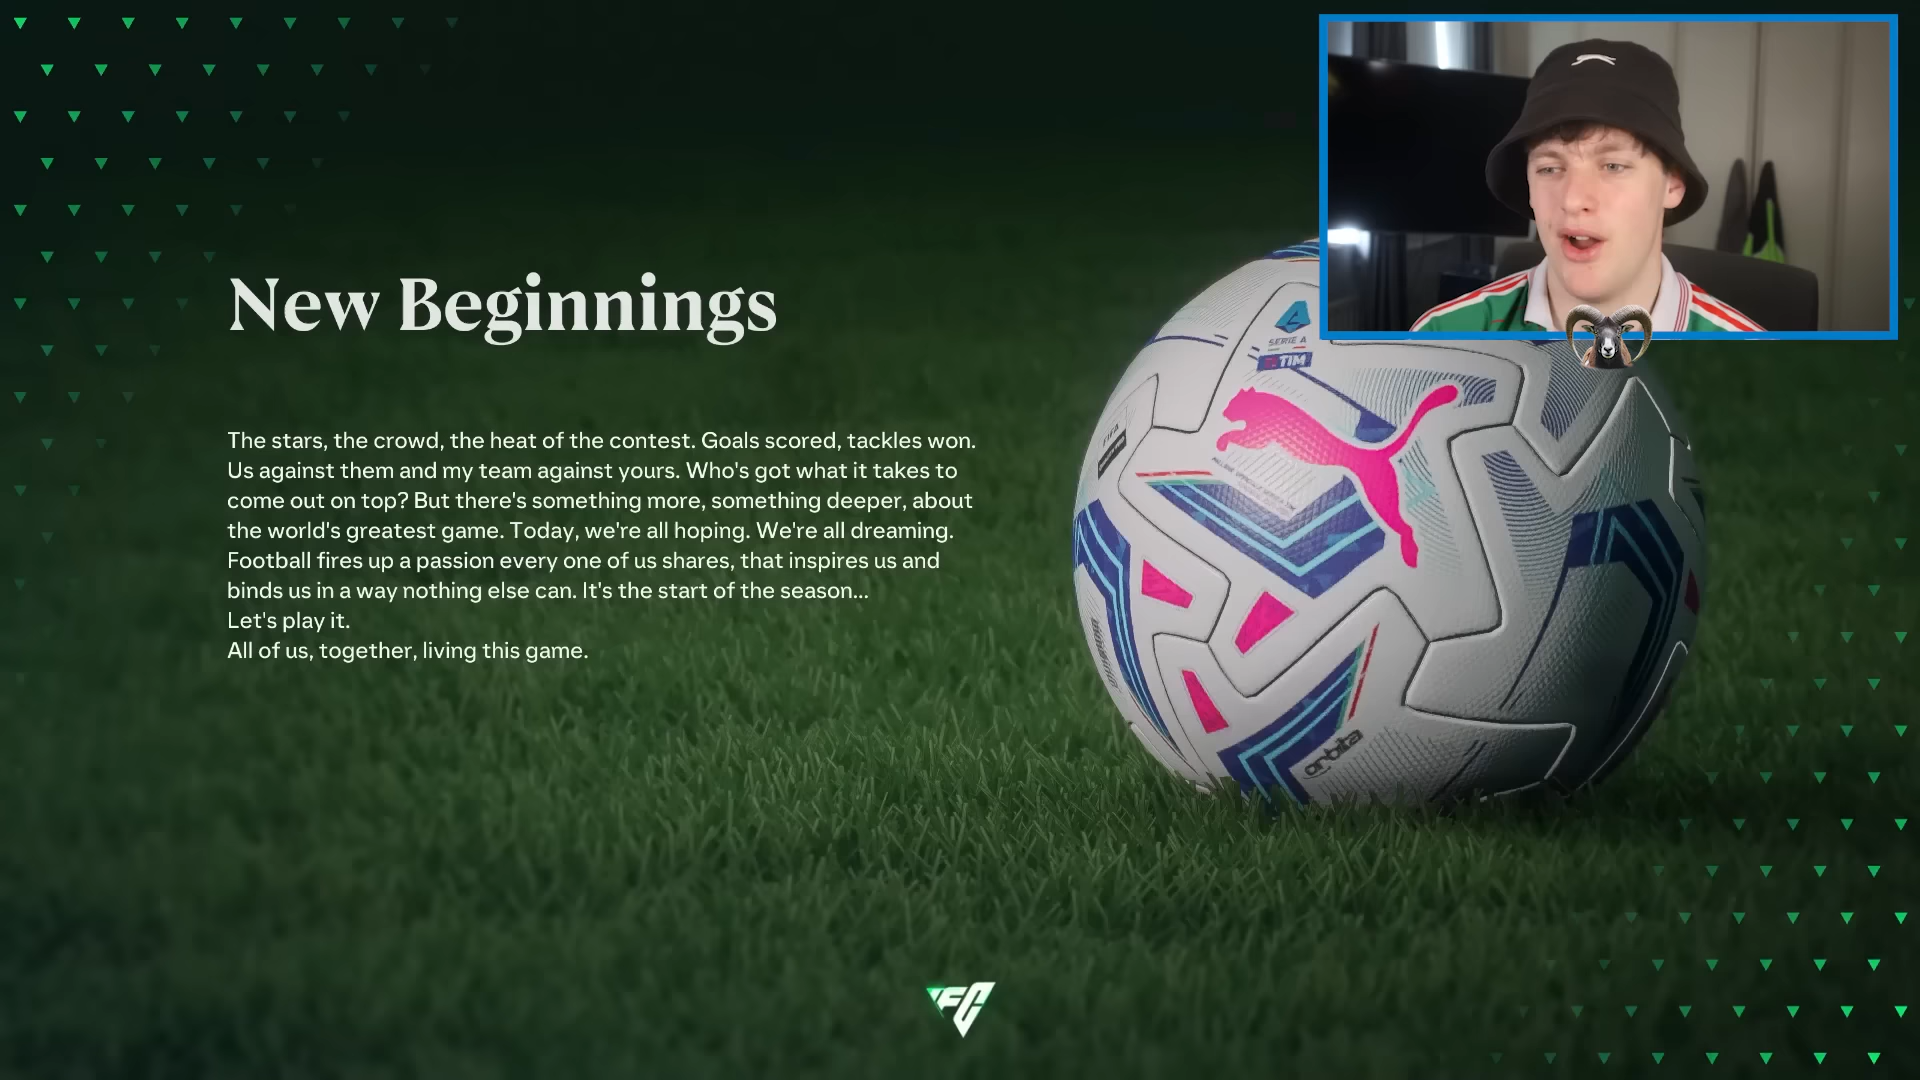 New Beginnings
The stars, the crowd, the heat of the contest. Goals scored, tackles won.
Us against them and my team against yours. Who's got what it takes to
come out on top? But there's something more, something deeper, about
the world's greatest game. Today, we're all hoping. We're all dreaming.
Football fires up a passion every one of us shares, that inspires us and
binds us in a way nothing else can. It's the start of the season...
Let's play it.
All of us, together, living this game.
SERIE A
TIM
FIFA
orbita
FC